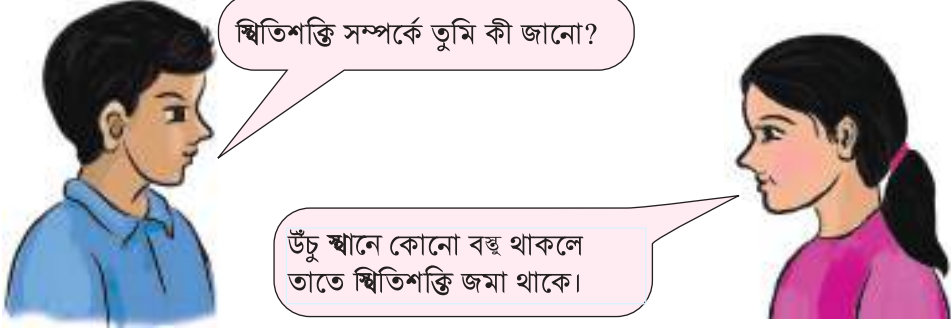 স্থিতিশক্তি সম্পর্কে তুমি কী জানো?
উঁচু স্থানে কোনো বস্তু থাকলে
তাতে স্থিতিশক্তি জমা থাকে।